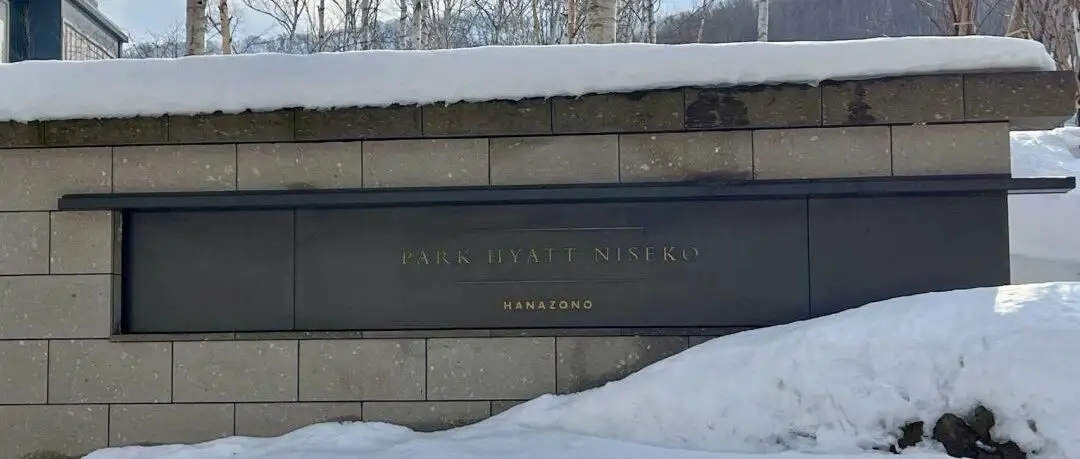 PARK HYATT NISEKO
HANAZONO